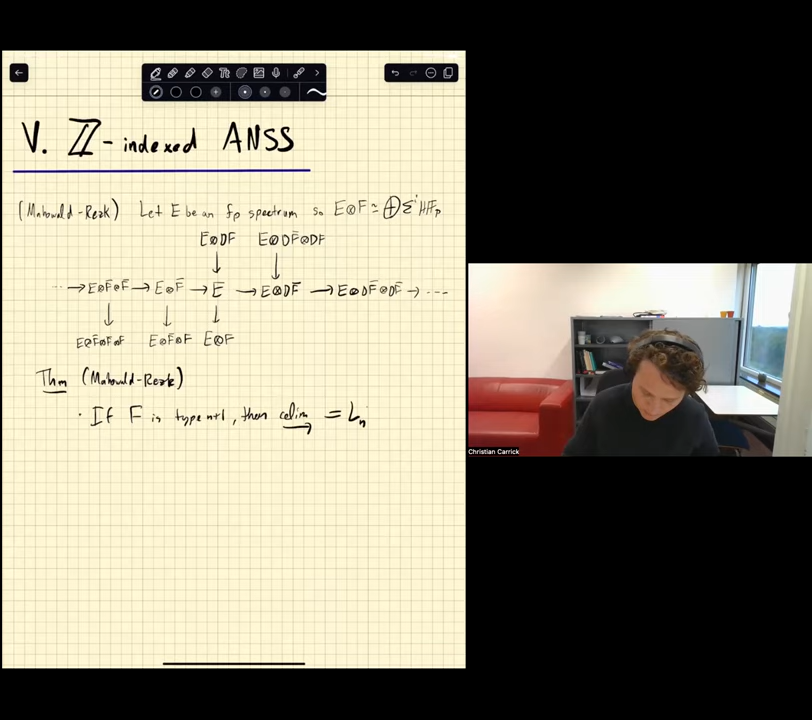 V. ℤ-indexed ANSS
(Mahowald-Rezk) Let E be an fp spectrum so E⊗F ≃ ⊕Σ^i HF_p
E⊗DF E⊗DF̄⊗DF
··· → E⊗F̄⊗F̄ → E⊗F̄ → E → E⊗DF̄ → E⊗DF̄⊗DF̄ → ···
E⊗F̄⊗F̄⊗F E⊗F̄⊗F E⊗F
Thm (Mahowald-Rezk)
· If F is type n+1, then colim = L_n
Christian Carrick